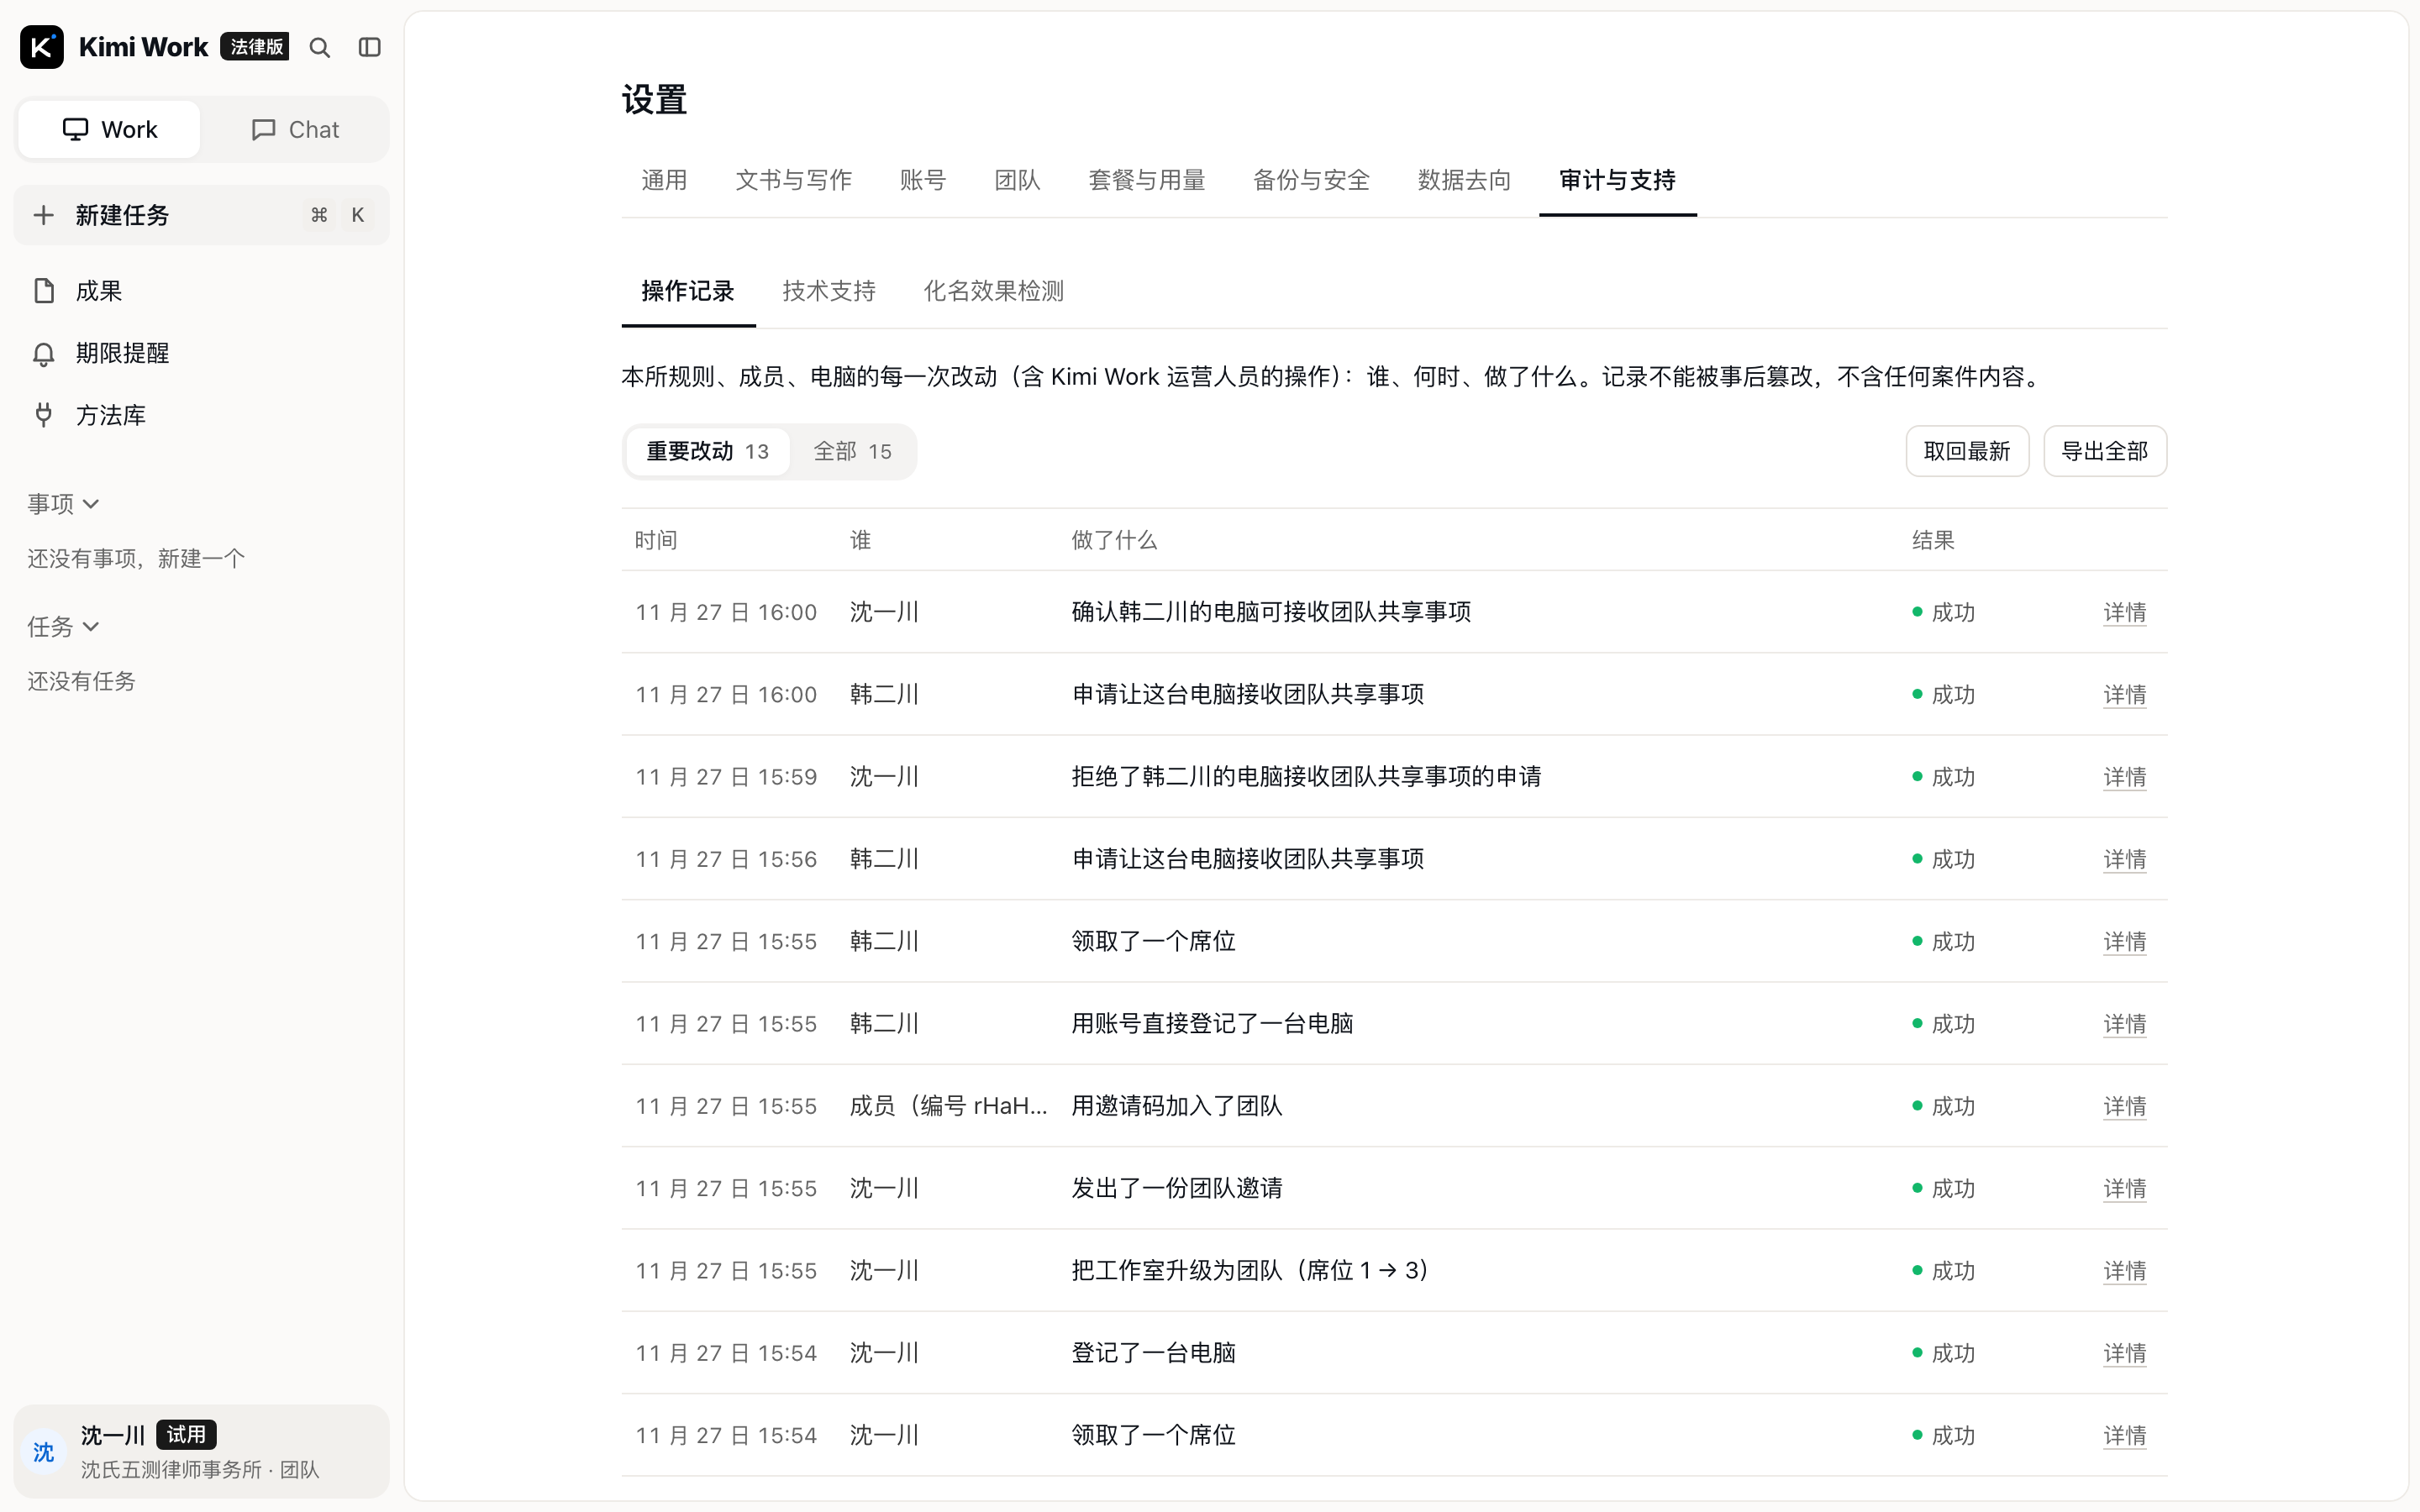 Kimi Work 法律版
Work
Chat
新建任务 ⌘ K
成果
期限提醒
方法库
事项
还没有事项，新建一个
任务
还没有任务
沈 沈一川 试用
沈氏五测律师事务所 · 团队
设置
通用 文书与写作 账号 团队 套餐与用量 备份与安全 数据去向 审计与支持
操作记录 技术支持 化名效果检测
本所规则、成员、电脑的每一次改动（含 Kimi Work 运营人员的操作）：谁、何时、做了什么。记录不能被事后篡改，不含任何案件内容。
重要改动 13 全部 15 取回最新 导出全部
时间 谁 做了什么 结果
11 月 27 日 16:00 沈一川 确认韩二川的电脑可接收团队共享事项 成功 详情
11 月 27 日 16:00 韩二川 申请让这台电脑接收团队共享事项 成功 详情
11 月 27 日 15:59 沈一川 拒绝了韩二川的电脑接收团队共享事项的申请 成功 详情
11 月 27 日 15:56 韩二川 申请让这台电脑接收团队共享事项 成功 详情
11 月 27 日 15:55 韩二川 领取了一个席位 成功 详情
11 月 27 日 15:55 韩二川 用账号直接登记了一台电脑 成功 详情
11 月 27 日 15:55 成员（编号 rHaH... 用邀请码加入了团队 成功 详情
11 月 27 日 15:55 沈一川 发出了一份团队邀请 成功 详情
11 月 27 日 15:55 沈一川 把工作室升级为团队（席位 1 → 3） 成功 详情
11 月 27 日 15:54 沈一川 登记了一台电脑 成功 详情
11 月 27 日 15:54 沈一川 领取了一个席位 成功 详情